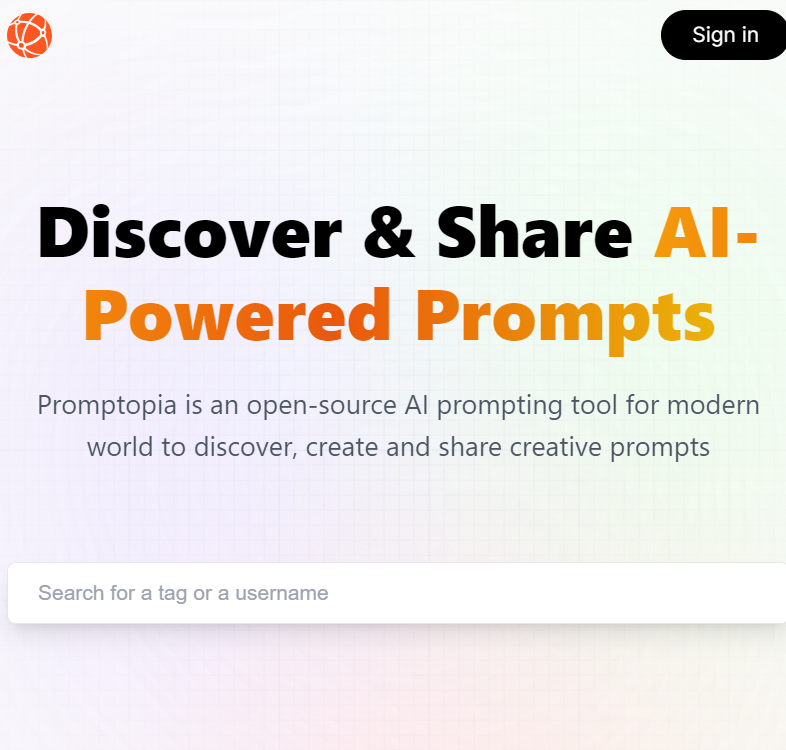 Sign in
Discover & Share AI-
Powered Prompts
Promptopia is an open-source AI prompting tool for modern
world to discover, create and share creative prompts
Search for a tag or a username